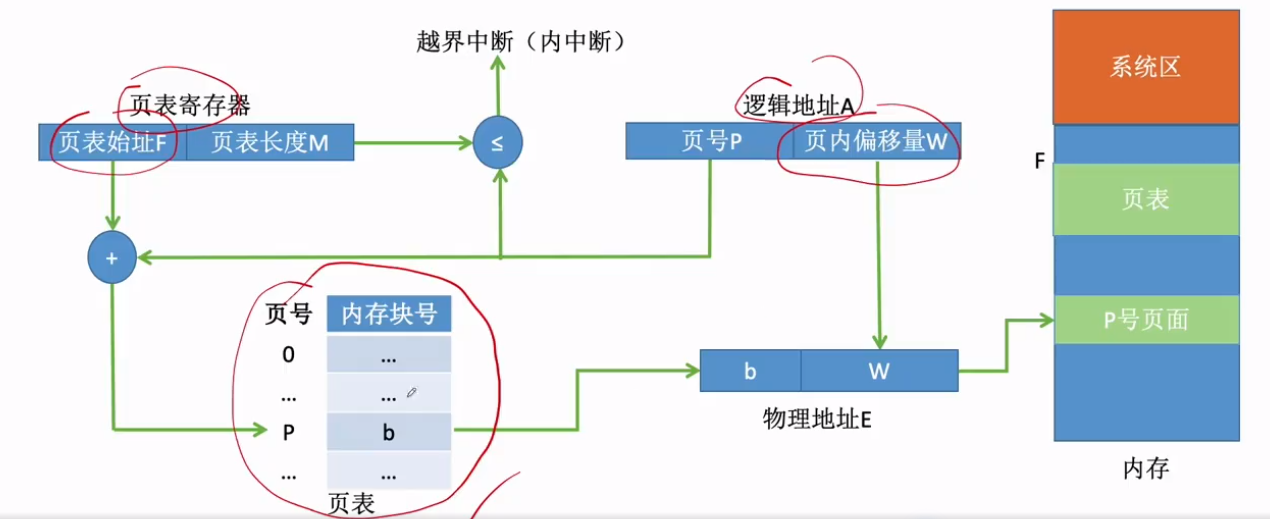 越界中断（内中断）
页表寄存器
页表始址F 页表长度M
≤
逻辑地址A
页号P 页内偏移量W
+
页号 内存块号
0 ...
... ...
P b
... ...
页表
b W
物理地址E
系统区
F
页表
P号页面
内存